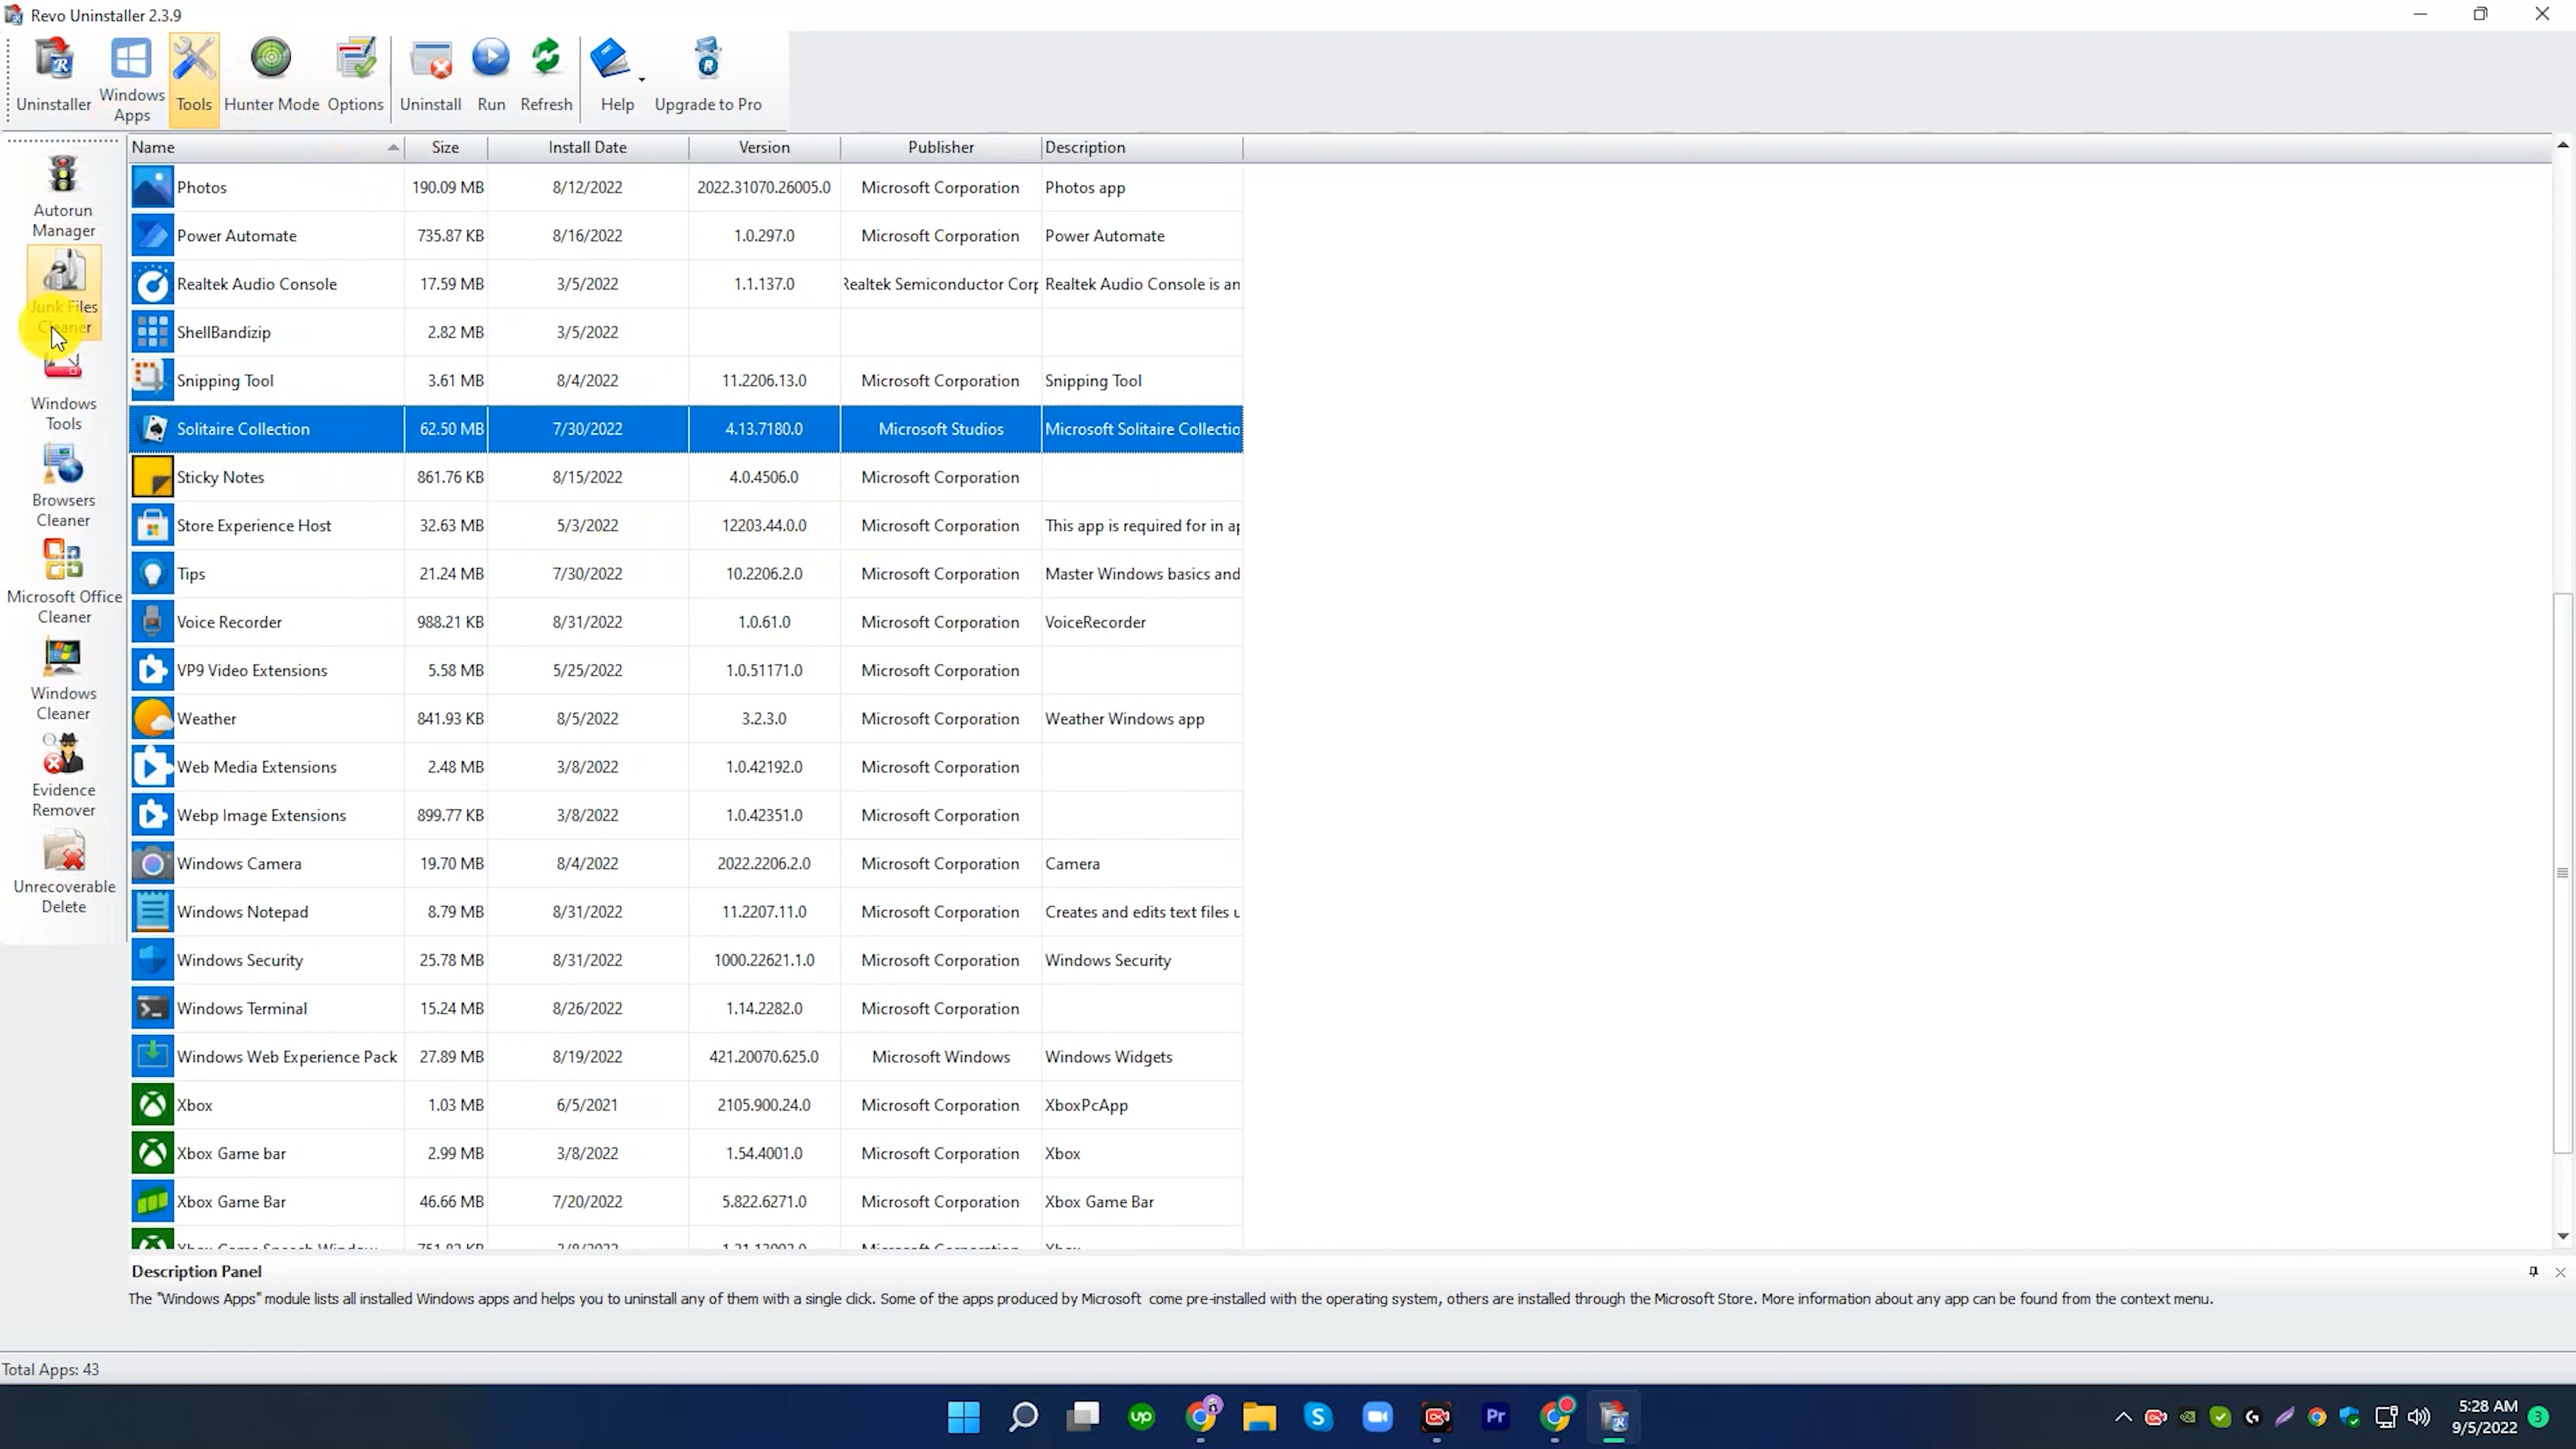 Revo Uninstaller 2.3.9
Uninstaller
Windows
Apps
Tools
Hunter Mode
Options
Uninstall
Run
Refresh
Help
Upgrade to Pro
Autorun
Manager
Junk Files
Cleaner
Windows
Tools
Browsers
Cleaner
Microsoft Office
Cleaner
Windows
Cleaner
Evidence
Remover
Unrecoverable
Delete
Name Size Install Date Version Publisher Description
Photos 190.09 MB 8/12/2022 2022.31070.26005.0 Microsoft Corporation Photos app
Power Automate 735.87 KB 8/16/2022 1.0.297.0 Microsoft Corporation Power Automate
Realtek Audio Console 17.59 MB 3/5/2022 1.1.137.0 Realtek Semiconductor Corp Realtek Audio Console is an
ShellBandizip 2.82 MB 3/5/2022
Snipping Tool 3.61 MB 8/4/2022 11.2206.13.0 Microsoft Corporation Snipping Tool
Solitaire Collection 62.50 MB 7/30/2022 4.13.7180.0 Microsoft Studios Microsoft Solitaire Collectio
Sticky Notes 861.76 KB 8/15/2022 4.0.4506.0 Microsoft Corporation
Store Experience Host 32.63 MB 5/3/2022 12203.44.0.0 Microsoft Corporation This app is required for in ap
Tips 21.24 MB 7/30/2022 10.2206.2.0 Microsoft Corporation Master Windows basics and
Voice Recorder 988.21 KB 8/31/2022 1.0.61.0 Microsoft Corporation VoiceRecorder
VP9 Video Extensions 5.58 MB 5/25/2022 1.0.51171.0 Microsoft Corporation
Weather 841.93 KB 8/5/2022 3.2.3.0 Microsoft Corporation Weather Windows app
Web Media Extensions 2.48 MB 3/8/2022 1.0.42192.0 Microsoft Corporation
Webp Image Extensions 899.77 KB 3/8/2022 1.0.42351.0 Microsoft Corporation
Windows Camera 19.70 MB 8/4/2022 2022.2206.2.0 Microsoft Corporation Camera
Windows Notepad 8.79 MB 8/31/2022 11.2207.11.0 Microsoft Corporation Creates and edits text files u
Windows Security 25.78 MB 8/31/2022 1000.22621.1.0 Microsoft Corporation Windows Security
Windows Terminal 15.24 MB 8/26/2022 1.14.2282.0 Microsoft Corporation
Windows Web Experience Pack 27.89 MB 8/19/2022 421.20070.625.0 Microsoft Windows Windows Widgets
Xbox 1.03 MB 6/5/2021 2105.900.24.0 Microsoft Corporation XboxPcApp
Xbox Game bar 2.99 MB 3/8/2022 1.54.4001.0 Microsoft Corporation Xbox
Xbox Game Bar 46.66 MB 7/20/2022 5.822.6271.0 Microsoft Corporation Xbox Game Bar
Description Panel
The "Windows Apps" module lists all installed Windows apps and helps you to uninstall any of them with a single click. Some of the apps produced by Microsoft come pre-installed with the operating system, others are installed through the Microsoft Store. More information about any app can be found from the context menu.
Total Apps: 43
up
S
Pr
5:28 AM
9/5/2022
3